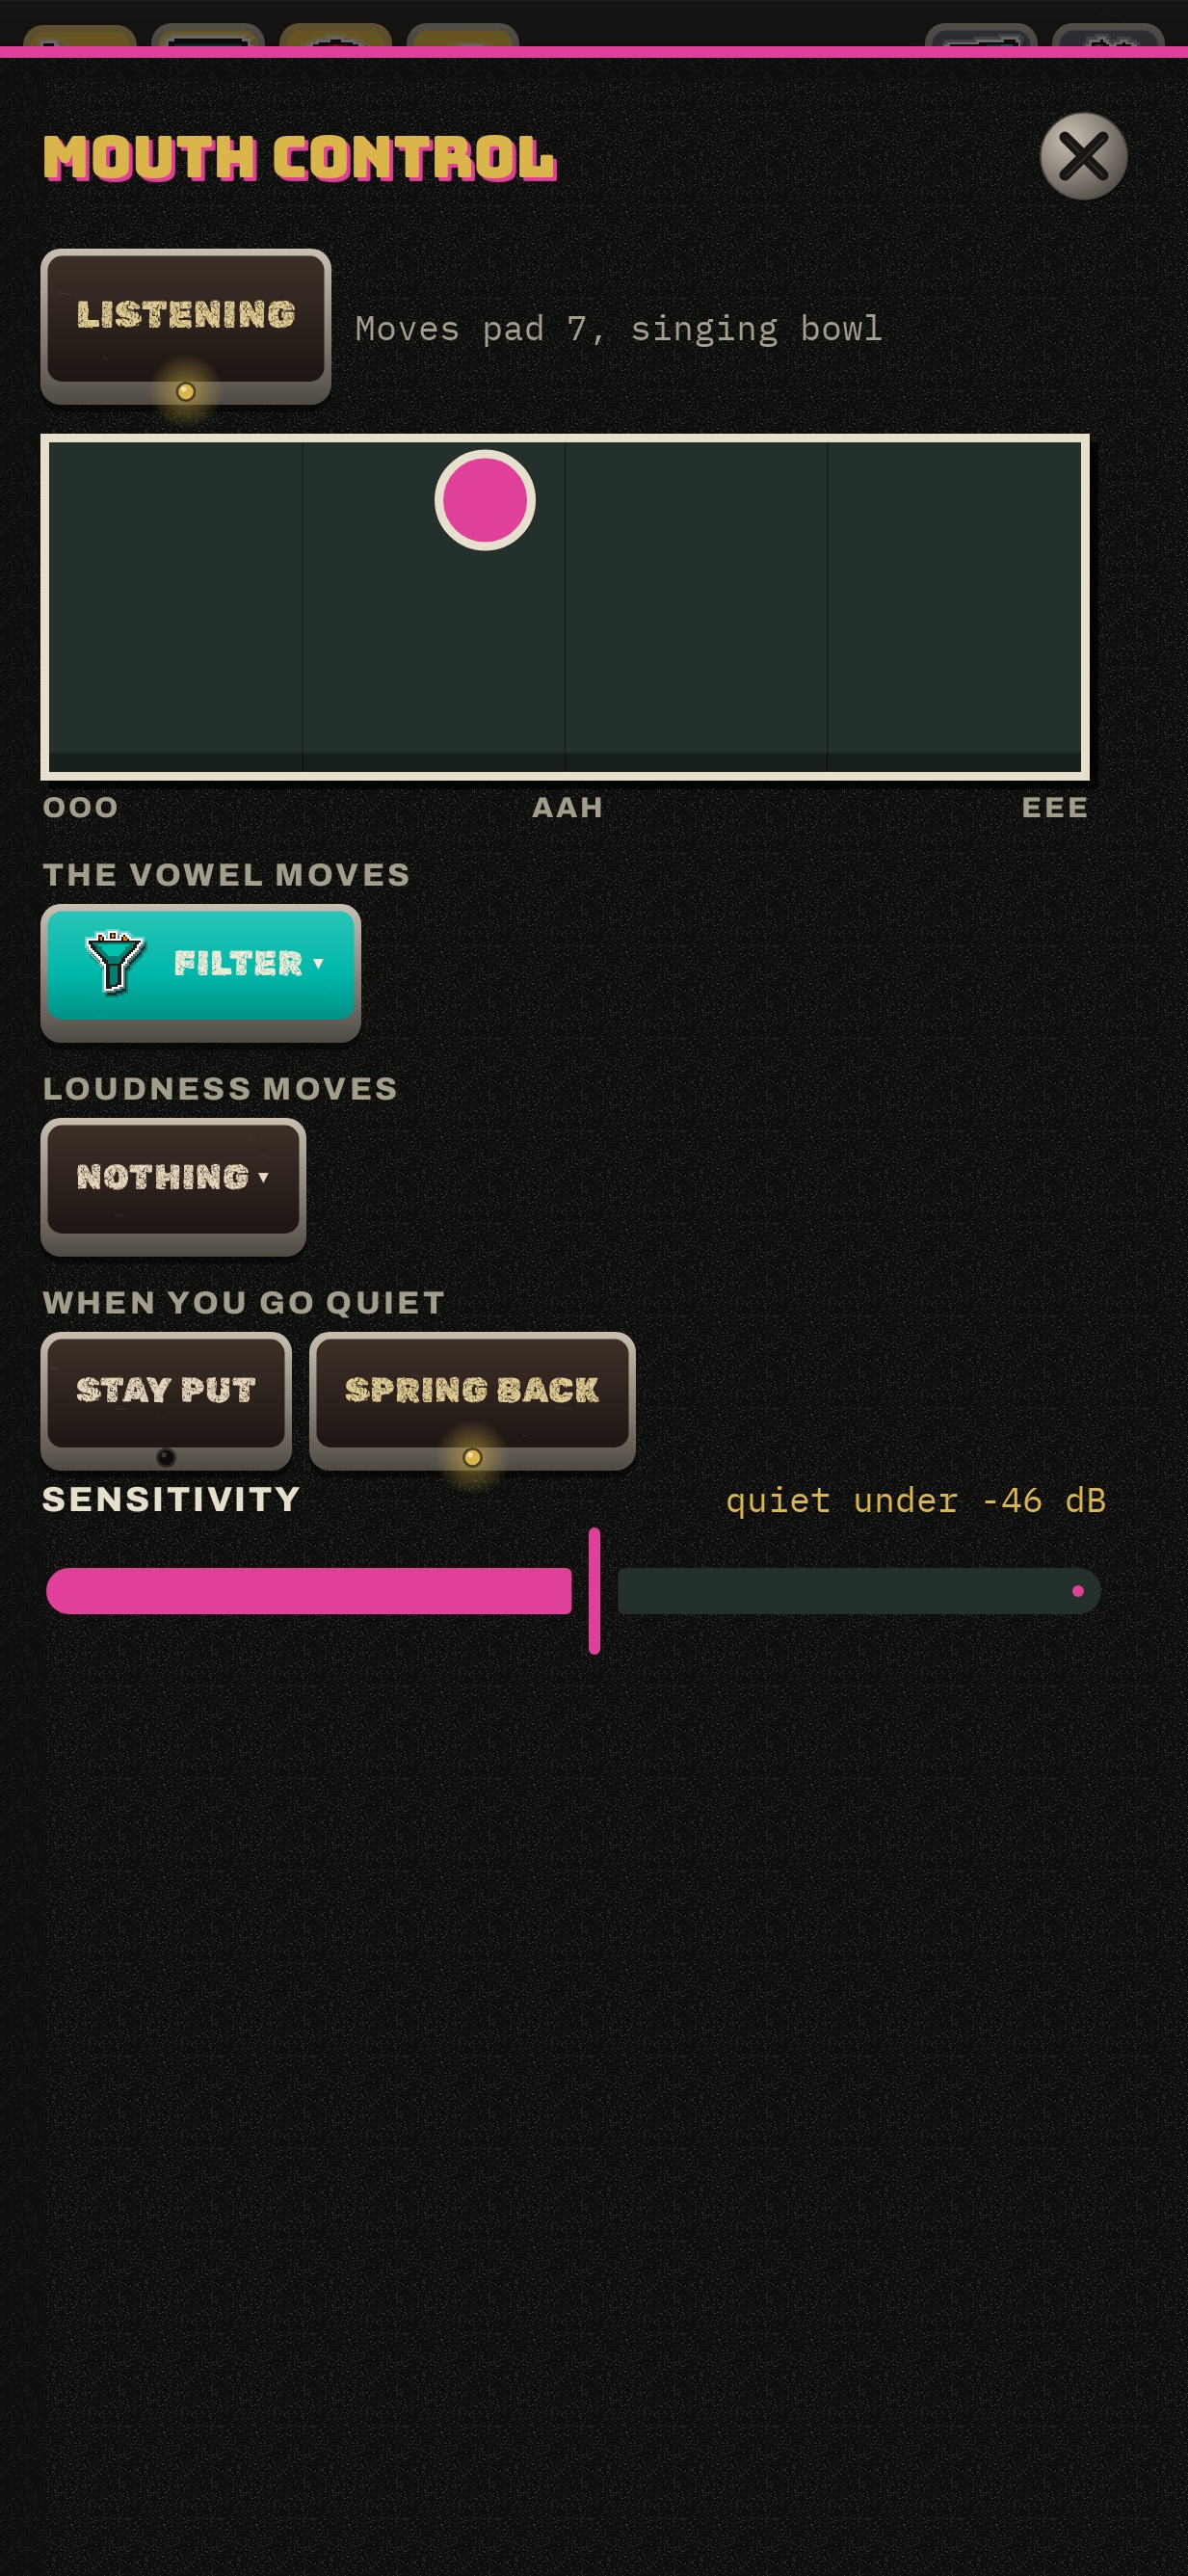 MOUTH CONTROL
LISTENING
Moves pad 7, singing bowl
OOO AAH EEE
THE VOWEL MOVES
FILTER ▾
LOUDNESS MOVES
NOTHING ▾
WHEN YOU GO QUIET
STAY PUT SPRING BACK
SENSITIVITY quiet under -46 dB